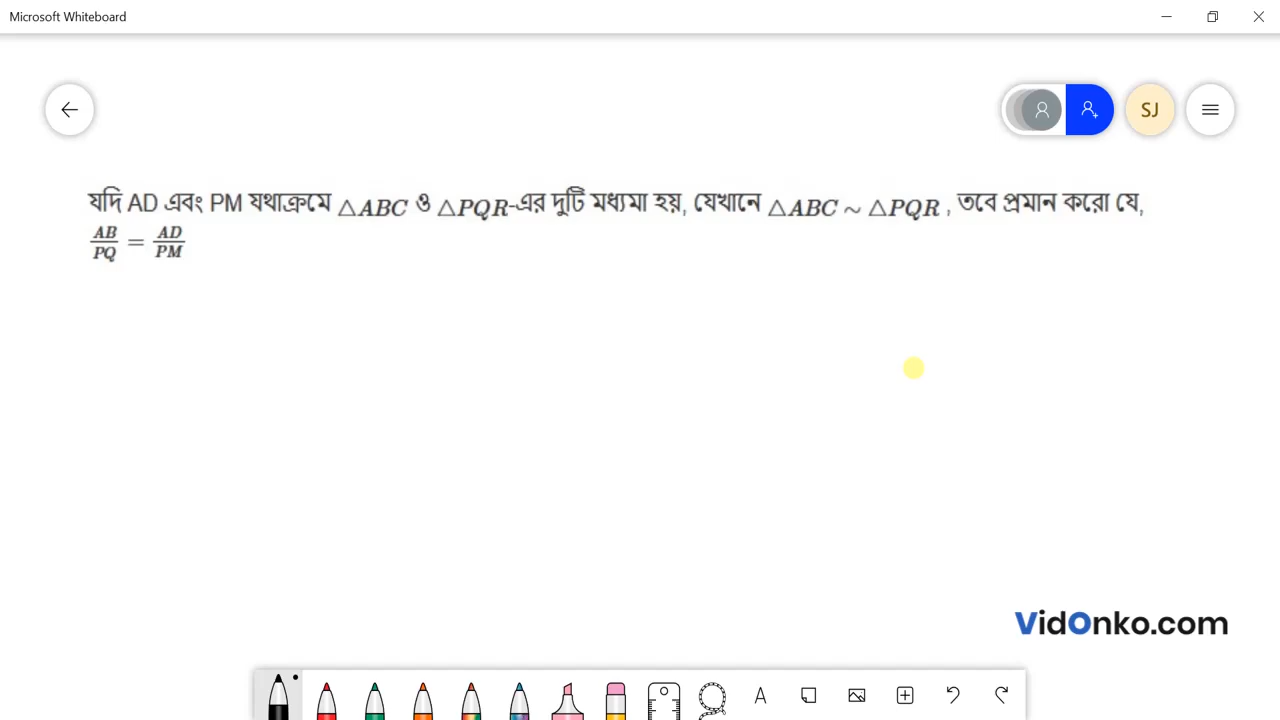 Microsoft Whiteboard
SJ
যদি AD এবং PM যথাক্রমে △ABC ও △PQR-এর দুটি মধ্যমা হয়, যেখানে △ABC ~ △PQR , তবে প্রমান করো যে,
AB/PQ = AD/PM
VidOnko.com